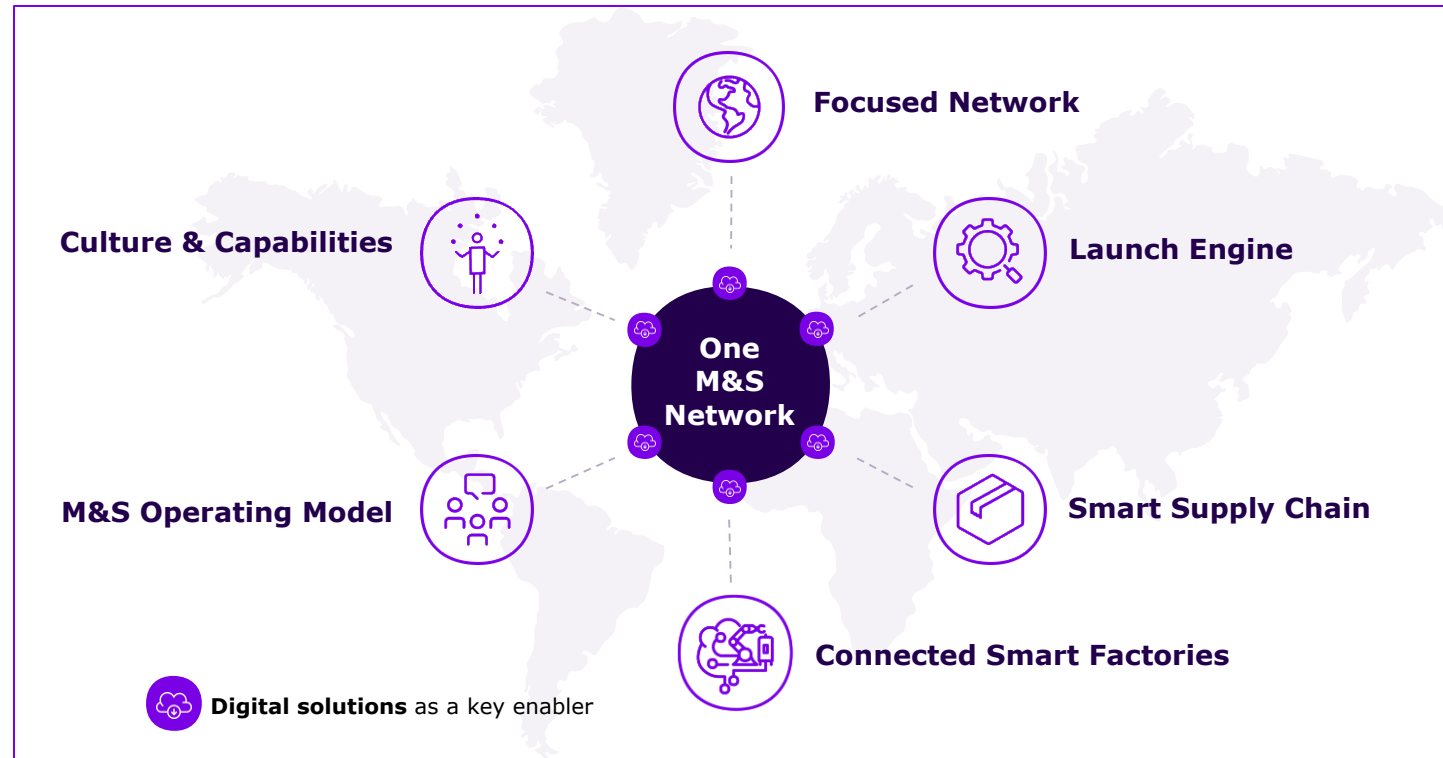 Focused Network
Culture & Capabilities
Launch Engine
One
M&S
Network
M&S Operating Model
Smart Supply Chain
Connected Smart Factories
Digital solutions as a key enabler